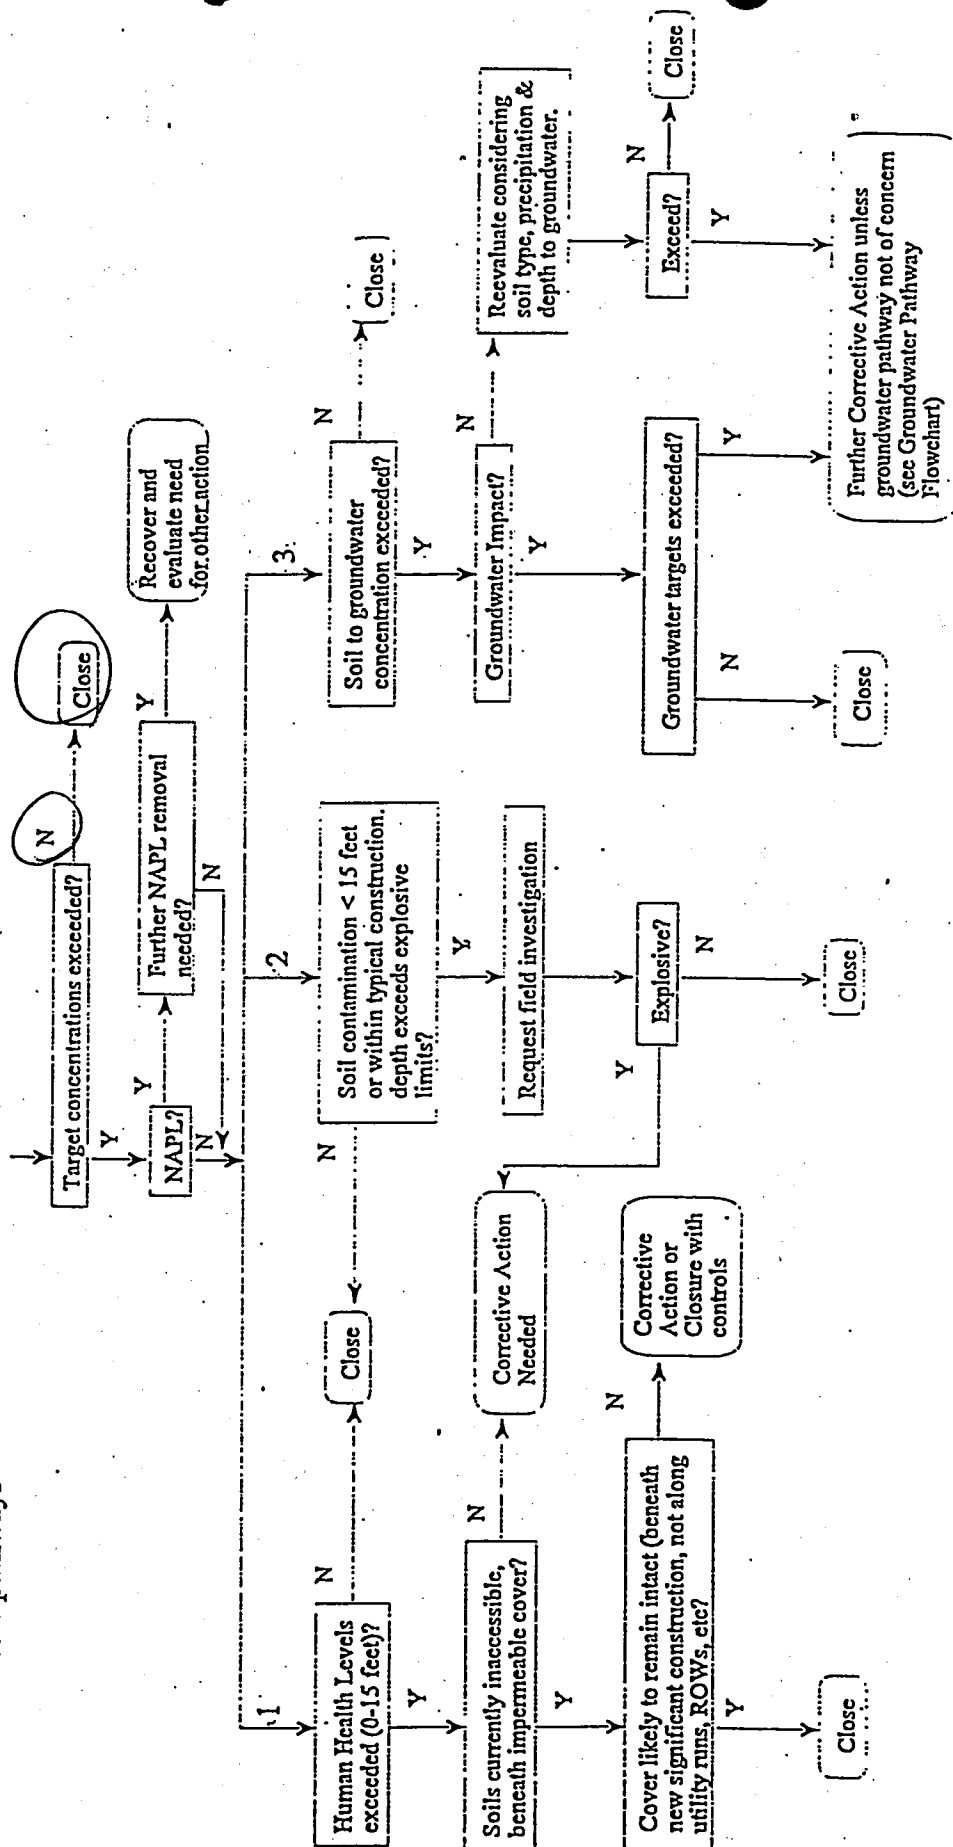 Target concentrations exceeded?
N
Close
Y
NAPL?
Y
Further NAPL removal
needed?
Y
Recover and
evaluate need
for other action
N
N
1
2
3
Human Health Levels
exceeded (0-15 feet)?
N
Close
Y
Soils currently inaccessible,
beneath impermeable cover?
N
Corrective Action
Needed
Y
Cover likely to remain intact (beneath
new significant construction, not along
utility runs, ROWs, etc?
N
Corrective
Action or
Closure with
controls
Y
Close
Soil contamination < 15 feet
or within typical construction
depth exceeds explosive
limits?
N
Y
Request field investigation
Explosive?
Y
N
Close
Soil to groundwater
concentration exceeded?
N
Close
Y
Groundwater Impact?
N
Reevaluate considering
soil type, precipitation &
depth to groundwater.
Y
Exceed?
N
Close
Y
Groundwater targets exceeded?
N
Close
Y
Further Corrective Action unless
groundwater pathway not of concern
(see Groundwater Pathway
Flowchart)